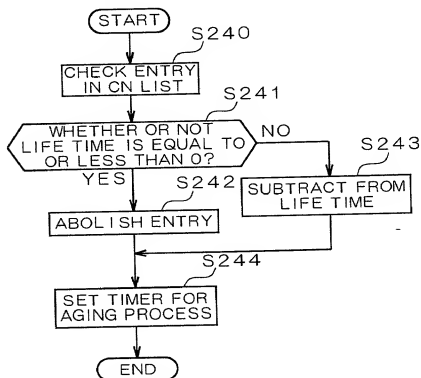 START
S240
CHECK ENTRY
IN CN LIST
S241
WHETHER OR NOT
LIFE TIME IS EQUAL TO
OR LESS THAN 0?
NO
S243
YES
S242
SUBTRACT FROM
LIFE TIME
ABOLISH ENTRY
S244
SET TIMER FOR
AGING PROCESS
END